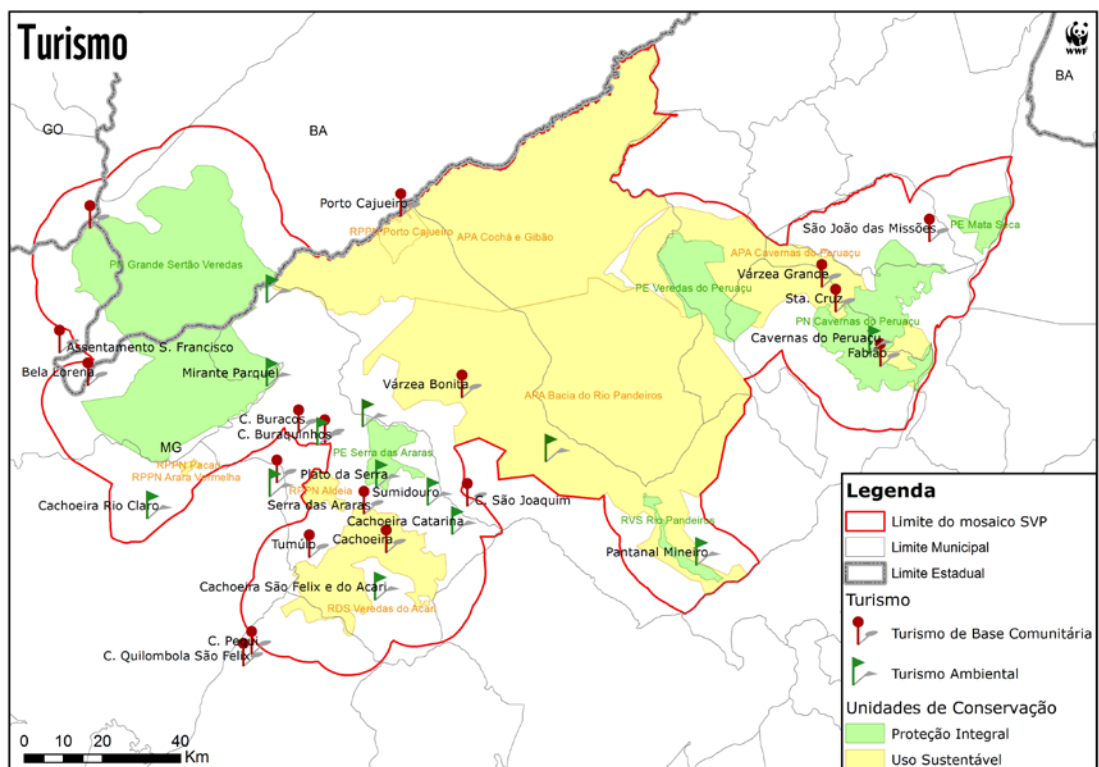 Turismo
WWF
BA
GO
BA
Porto Cajueiro
RPPN Porto Cajueiro
APA Cochá e Gibão
São João das Missões
PE Mata Seca
APA Cavernas do Peruaçu
PN Grande Sertão Veredas
Várzea Grande
PE Veredas do Peruaçu
Sta. Cruz
PN Cavernas do Peruaçu
Cavernas do Peruaçu
Fabião
Assentamento S. Francisco
Bela Lorena
Mirante Parque
Várzea Bonita
APA Bacia do Rio Pandeiros
C. Buracos
C. Buraquinhos
MG
PE Serra das Araras
RPPN Pacari
RPPN Arara Vermelha
Plato da Serra
RPPN Aldeia
Sumidouro
Cachoeira Rio Claro
Serra das Araras
C. São Joaquim
Cachoeira Catarina
RVS Rio Pandeiros
Tumúlo
Cachoeira
Pantanal Mineiro
Cachoeira São Felix e do Acari
RDS Veredas do Acari
C. Pequi
C. Quilombola São Felix
0 10 20 40
Km
Legenda
Limite do mosaico SVP
Limite Municipal
Limite Estadual
Turismo
Turismo de Base Comunitária
Turismo Ambiental
Unidades de Conservação
Proteção Integral
Uso Sustentável